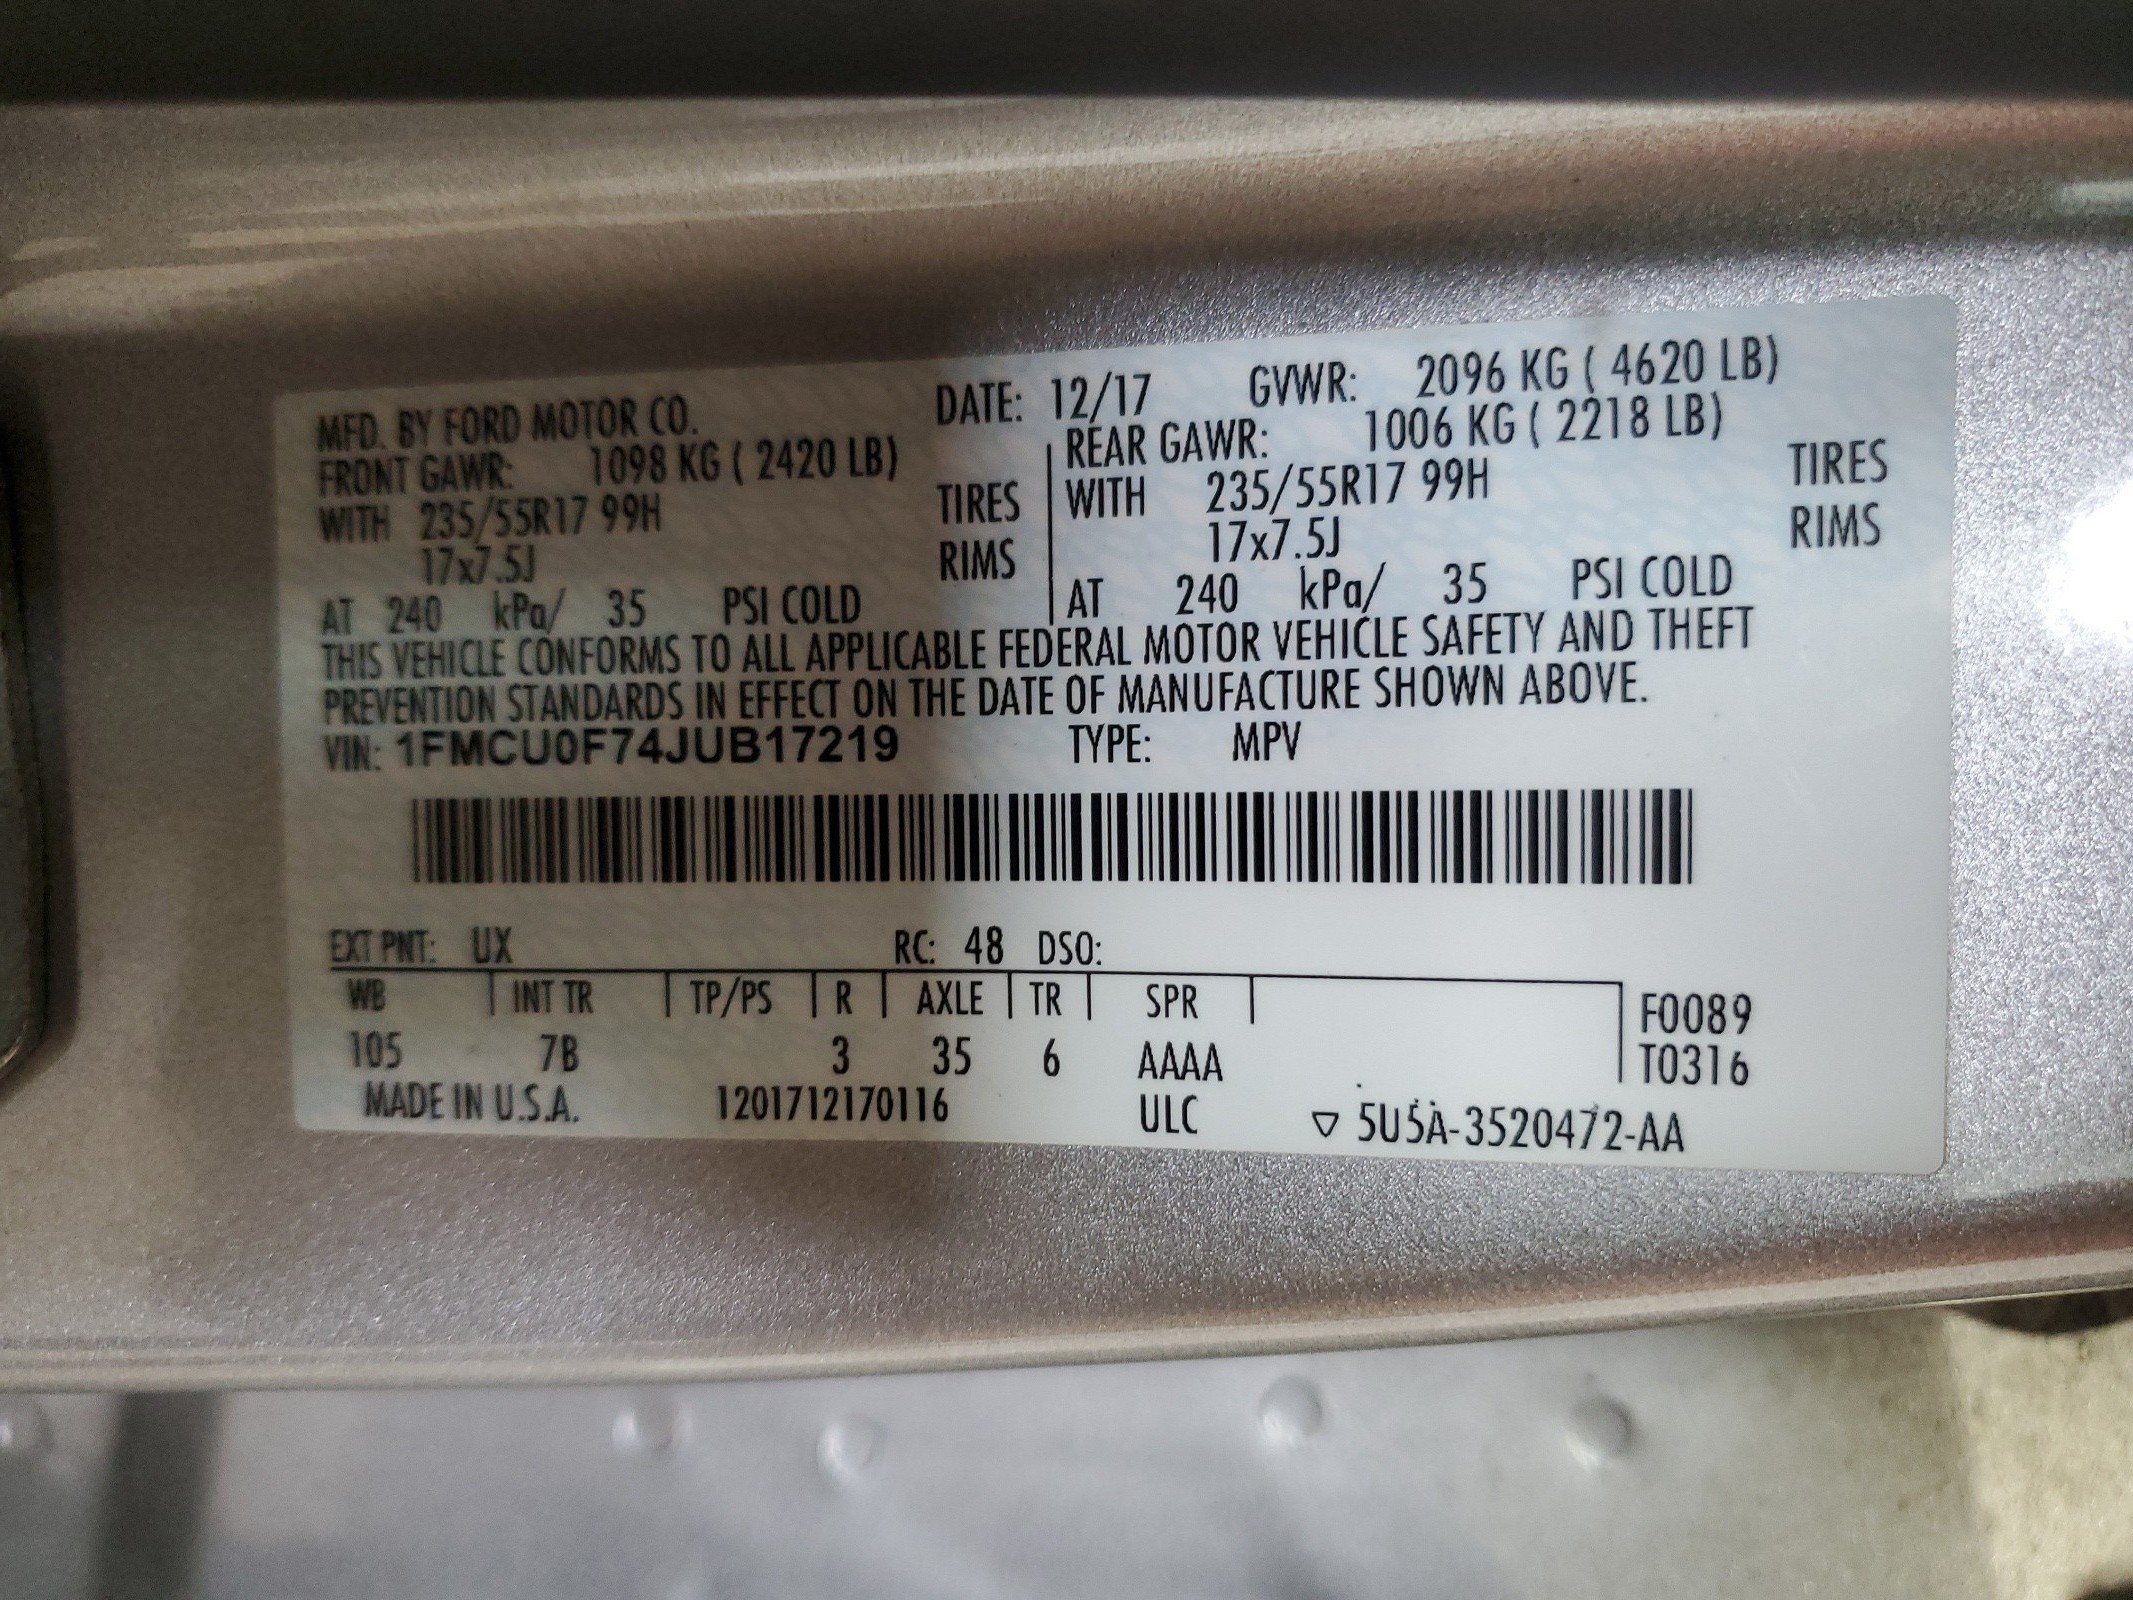 MFD. BY FORD MOTOR CO. DATE: 12/17 GVWR: 2096 KG ( 4620 LB)
FRONT GAWR: 1098 KG ( 2420 LB) REAR GAWR: 1006 KG ( 2218 LB)
WITH 235/55R17 99H TIRES WITH 235/55R17 99H TIRES
17x7.5J RIMS 17x7.5J RIMS
AT 240 kPa/ 35 PSI COLD AT 240 kPa/ 35 PSI COLD
THIS VEHICLE CONFORMS TO ALL APPLICABLE FEDERAL MOTOR VEHICLE SAFETY AND THEFT
PREVENTION STANDARDS IN EFFECT ON THE DATE OF MANUFACTURE SHOWN ABOVE.
VIN: 1FMCU0F74JUB17219 TYPE: MPV
EXT PNT: UX RC: 48 DSO:
WB INT TR TP/PS R AXLE TR SPR F0089
105 7B 3 35 6 AAAA T0316
MADE IN U.S.A. 1201712170116 ULC ▽ 5U5A-3520472-AA